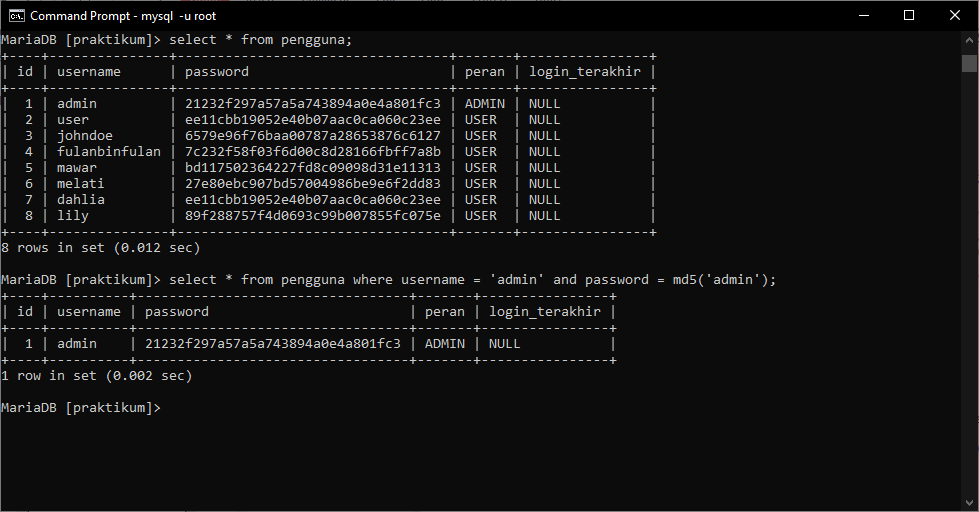 Command Prompt - mysql  -u root
MariaDB [praktikum]> select * from pengguna;
+----+---------------+----------------------------------+-------+----------------+
| id | username      | password                         | peran | login_terakhir |
+----+---------------+----------------------------------+-------+----------------+
|  1 | admin         | 21232f297a57a5a743894a0e4a801fc3 | ADMIN | NULL           |
|  2 | user          | ee11cbb19052e40b07aac0ca060c23ee | USER  | NULL           |
|  3 | johndoe       | 6579e96f76baa00787a28653876c6127 | USER  | NULL           |
|  4 | fulanbinfulan | 7c232f58f03f6d00c8d28166fbff7a8b | USER  | NULL           |
|  5 | mawar         | bd117502364227fd8c09098d31e11313 | USER  | NULL           |
|  6 | melati        | 27e80ebc907bd57004986be9e6f2dd83 | USER  | NULL           |
|  7 | dahlia        | ee11cbb19052e40b07aac0ca060c23ee | USER  | NULL           |
|  8 | lily          | 89f288757f4d0693c99b007855fc075e | USER  | NULL           |
+----+---------------+----------------------------------+-------+----------------+
8 rows in set (0.012 sec)
MariaDB [praktikum]> select * from pengguna where username = 'admin' and password = md5('admin');
+----+----------+----------------------------------+-------+----------------+
| id | username | password                         | peran | login_terakhir |
+----+----------+----------------------------------+-------+----------------+
|  1 | admin    | 21232f297a57a5a743894a0e4a801fc3 | ADMIN | NULL           |
+----+----------+----------------------------------+-------+----------------+
1 row in set (0.002 sec)
MariaDB [praktikum]>